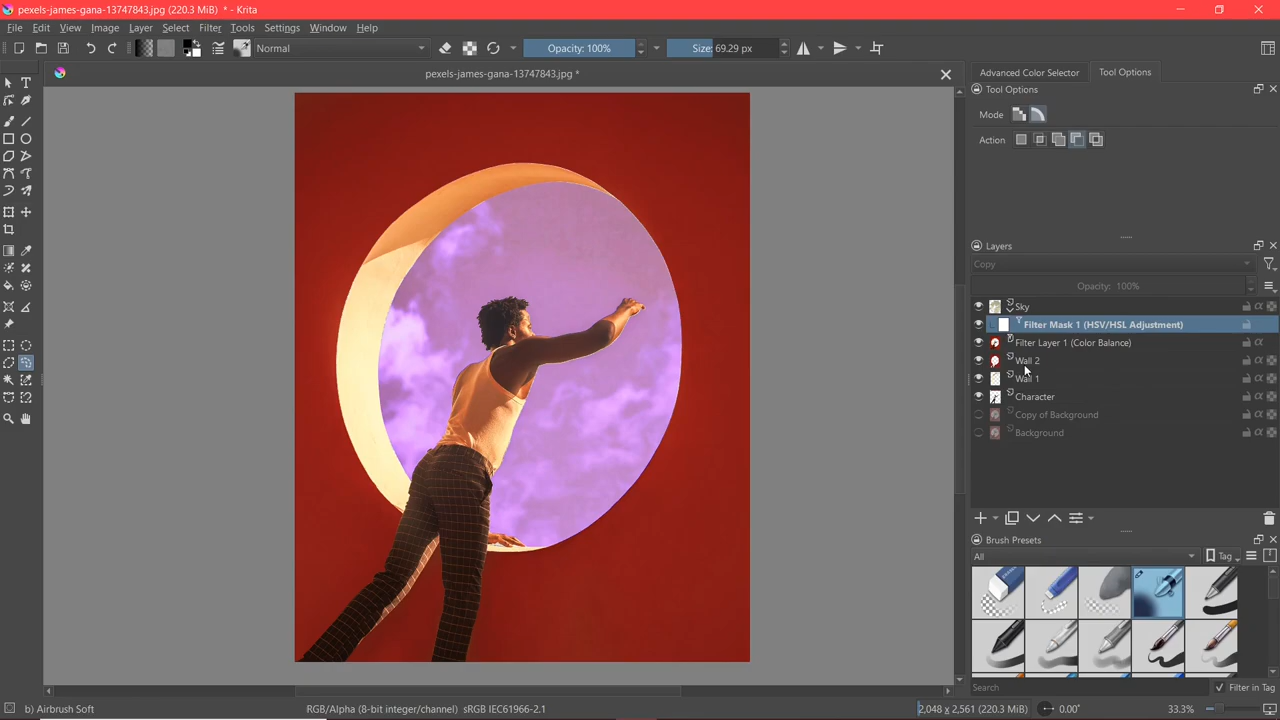 pexels-james-gana-13747843.jpg (220.3 MiB) * - Krita
File Edit View Image Layer Select Filter Tools Settings Window Help
Normal Opacity: 100% Size: 69.29 px
pexels-james-gana-13747843.jpg *
Advanced Color Selector Tool Options
Tool Options
Mode
Action
Layers
Copy
Opacity: 100%
Sky
Filter Mask 1 (HSV/HSL Adjustment)
Filter Layer 1 (Color Balance)
Wall 2
Wall 1
Character
Copy of Background
Background
Brush Presets
All Tag
Search Filter in Tag
b) Airbrush Soft RGB/Alpha (8-bit integer/channel) sRGB IEC61966-2.1 2,048 x 2,561 (220.3 MiB) 0.00° 33.3%